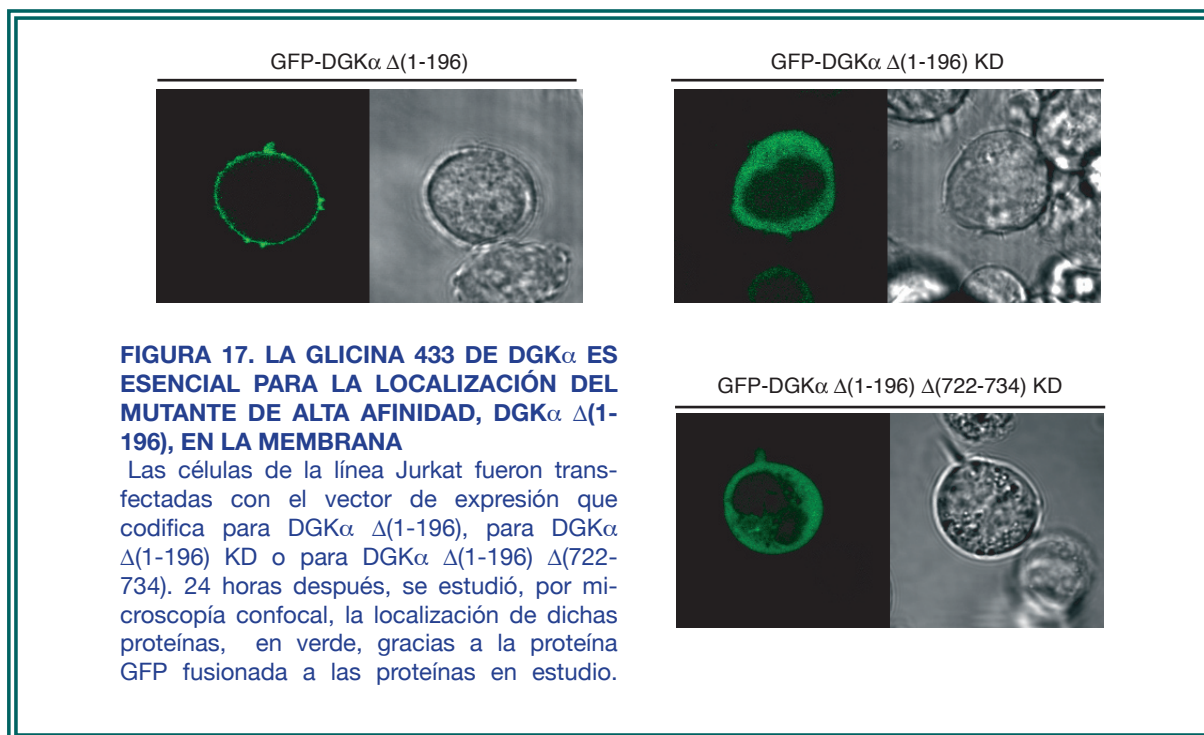 GFP-DGKα Δ(1-196)
GFP-DGKα Δ(1-196) KD
FIGURA 17. LA GLICINA 433 DE DGKα ES
ESENCIAL PARA LA LOCALIZACIÓN DEL
MUTANTE DE ALTA AFINIDAD, DGKα Δ(1-
196), EN LA MEMBRANA
Las células de la línea Jurkat fueron trans-
fectadas con el vector de expresión que
codifica para DGKα Δ(1-196), para DGKα
Δ(1-196) KD o para DGKα Δ(1-196) Δ(722-
734). 24 horas después, se estudió, por mi-
croscopía confocal, la localización de dichas
proteínas, en verde, gracias a la proteína
GFP fusionada a las proteínas en estudio.
GFP-DGKα Δ(1-196) Δ(722-734) KD